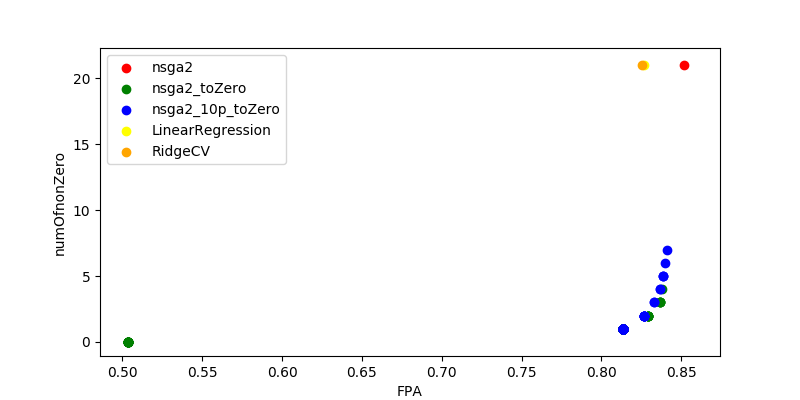 nsga2
nsga2_toZero
nsga2_10p_toZero
LinearRegression
RidgeCV
numOfnonZero
20
15
10
5
0
0.50 0.55 0.60 0.65 0.70 0.75 0.80 0.85
FPA